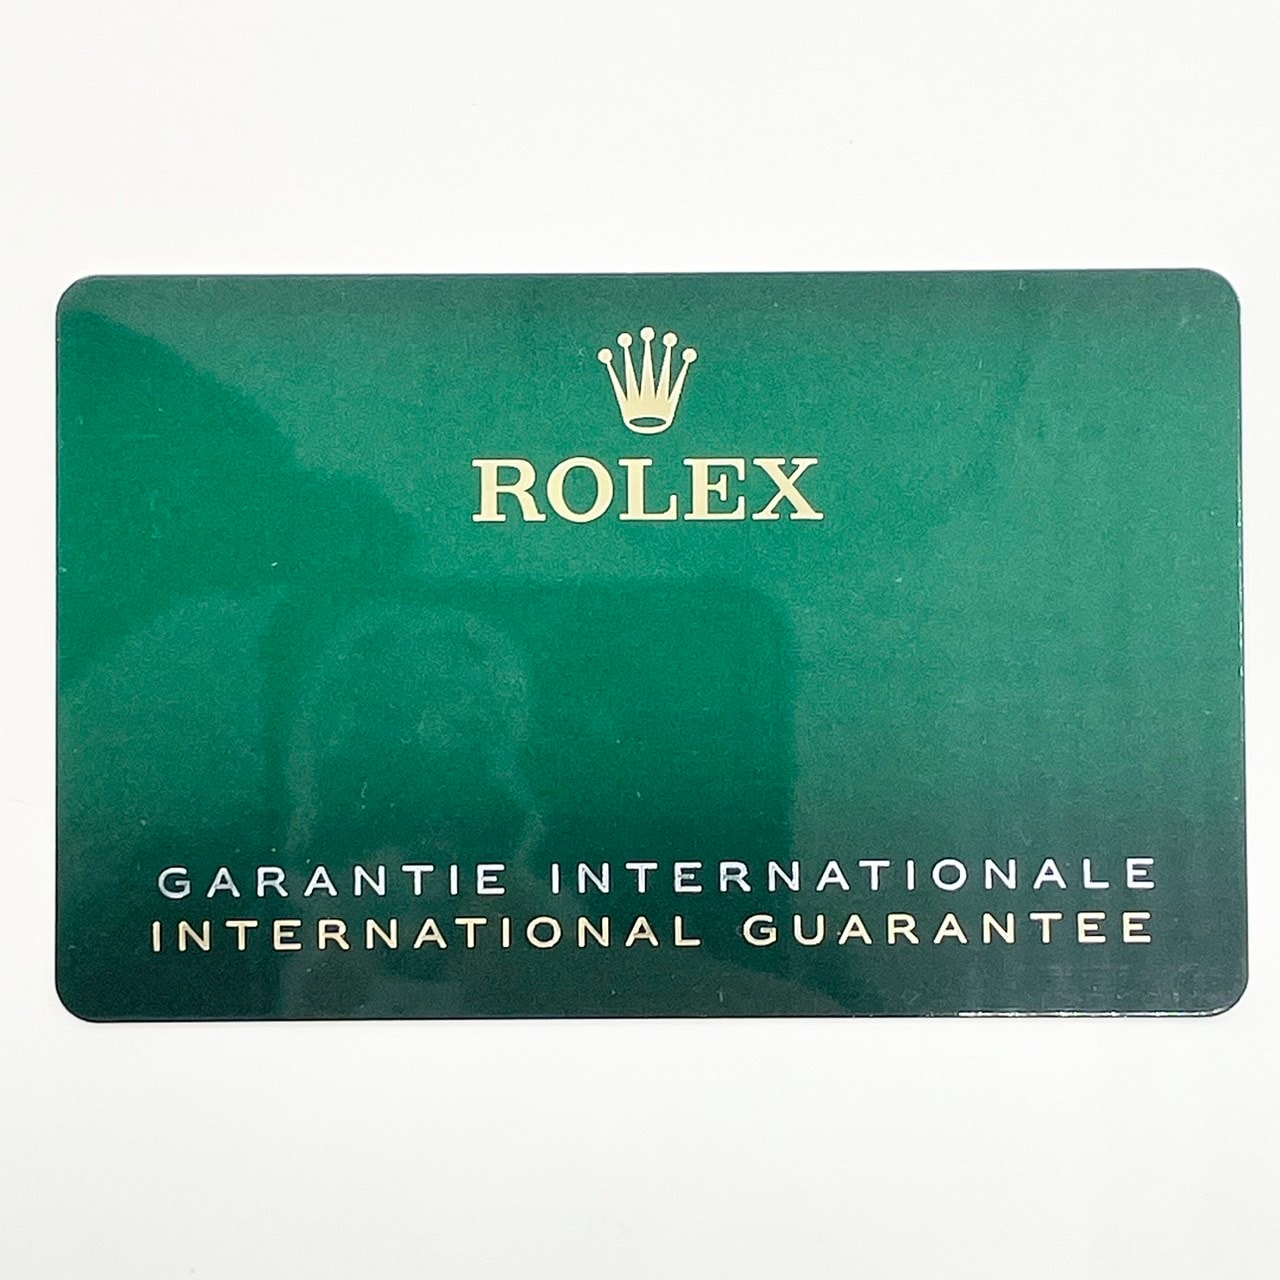 ROLEX
GARANTIE INTERNATIONALE
INTERNATIONAL GUARANTEE